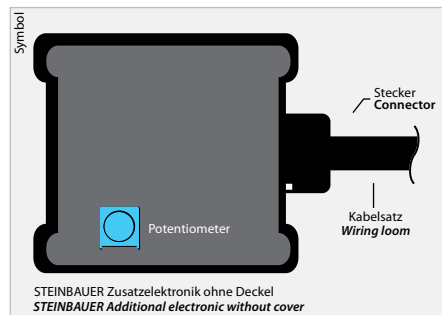 Symbol
Stecker
Connector
Potentiometer
Kabelsatz
Wiring loom
STEINBAUER Zusatzelektronik ohne Deckel
STEINBAUER Additional electronic without cover